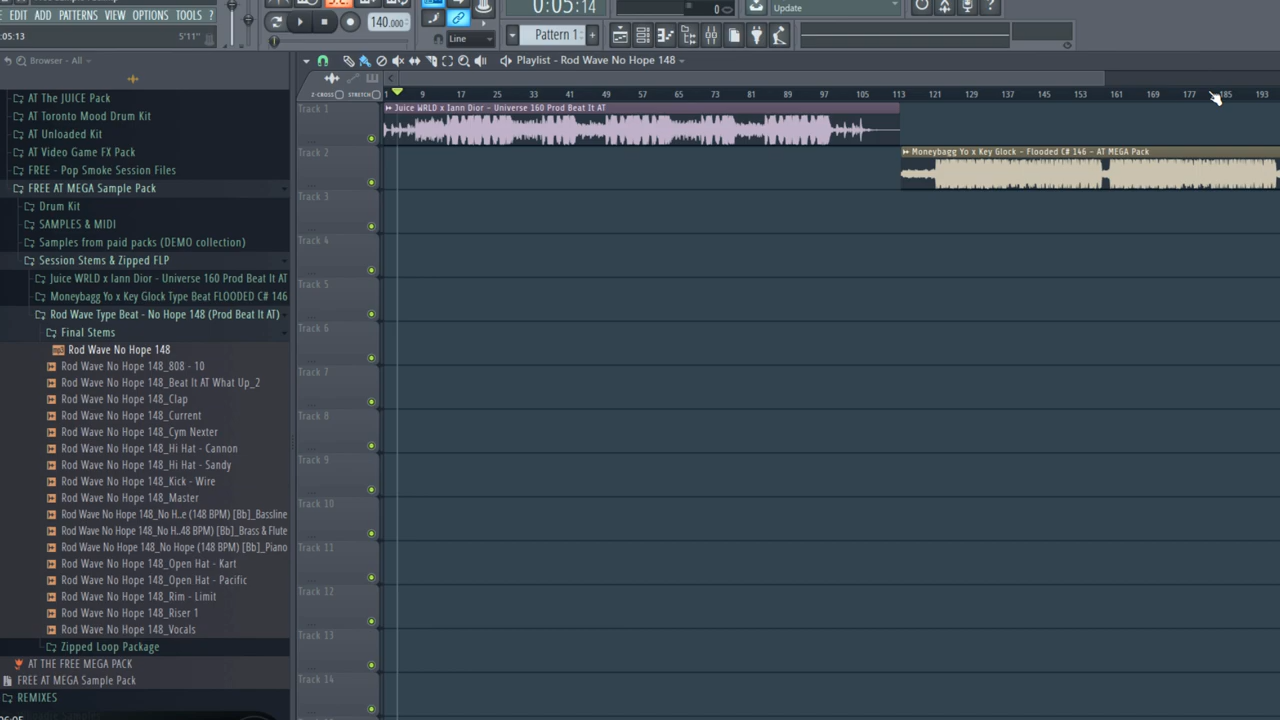 EDIT ADD PATTERNS VIEW OPTIONS TOOLS ?
:05:13
5'11"
140.000
Line
0:05:14
Pattern 1
0
Update
Browser - All
Playlist - Rod Wave No Hope 148
Z-CROSS STRETCH
1 9 17 25 33 41 49 57 65 73 81 89 97 105 113 121 129 137 145 153 161 169 177 185 193
AT The JUICE Pack
AT Toronto Mood Drum Kit
AT Unloaded Kit
AT Video Game FX Pack
FREE - Pop Smoke Session Files
FREE AT MEGA Sample Pack
Drum Kit
SAMPLES & MIDI
Samples from paid packs (DEMO collection)
Session Stems & Zipped FLP
Juice WRLD x Iann Dior - Universe 160 Prod Beat It AT
Moneybagg Yo x Key Glock Type Beat FLOODED C# 146
Rod Wave Type Beat - No Hope 148 (Prod Beat It AT)
Final Stems
Rod Wave No Hope 148
Rod Wave No Hope 148_808 - 10
Rod Wave No Hope 148_Beat It AT What Up_2
Rod Wave No Hope 148_Clap
Rod Wave No Hope 148_Current
Rod Wave No Hope 148_Cym Nexter
Rod Wave No Hope 148_Hi Hat - Cannon
Rod Wave No Hope 148_Hi Hat - Sandy
Rod Wave No Hope 148_Kick - Wire
Rod Wave No Hope 148_Master
Rod Wave No Hope 148_No H..e (148 BPM) [Bb]_Bassline
Rod Wave No Hope 148_No H..48 BPM) [Bb]_Brass & Flute
Rod Wave No Hope 148_No Hope (148 BPM) [Bb]_Piano
Rod Wave No Hope 148_Open Hat - Kart
Rod Wave No Hope 148_Open Hat - Pacific
Rod Wave No Hope 148_Rim - Limit
Rod Wave No Hope 148_Riser 1
Rod Wave No Hope 148_Vocals
Zipped Loop Package
AT THE FREE MEGA PACK
FREE AT MEGA Sample Pack
REMIXES
Track 1
Juice WRLD x Iann Dior - Universe 160 Prod Beat It AT
Track 2
Moneybagg Yo x Key Glock - Flooded C# 146 - AT MEGA Pack
Track 3
Track 4
Track 5
Track 6
Track 7
Track 8
Track 9
Track 10
Track 11
Track 12
Track 13
Track 14